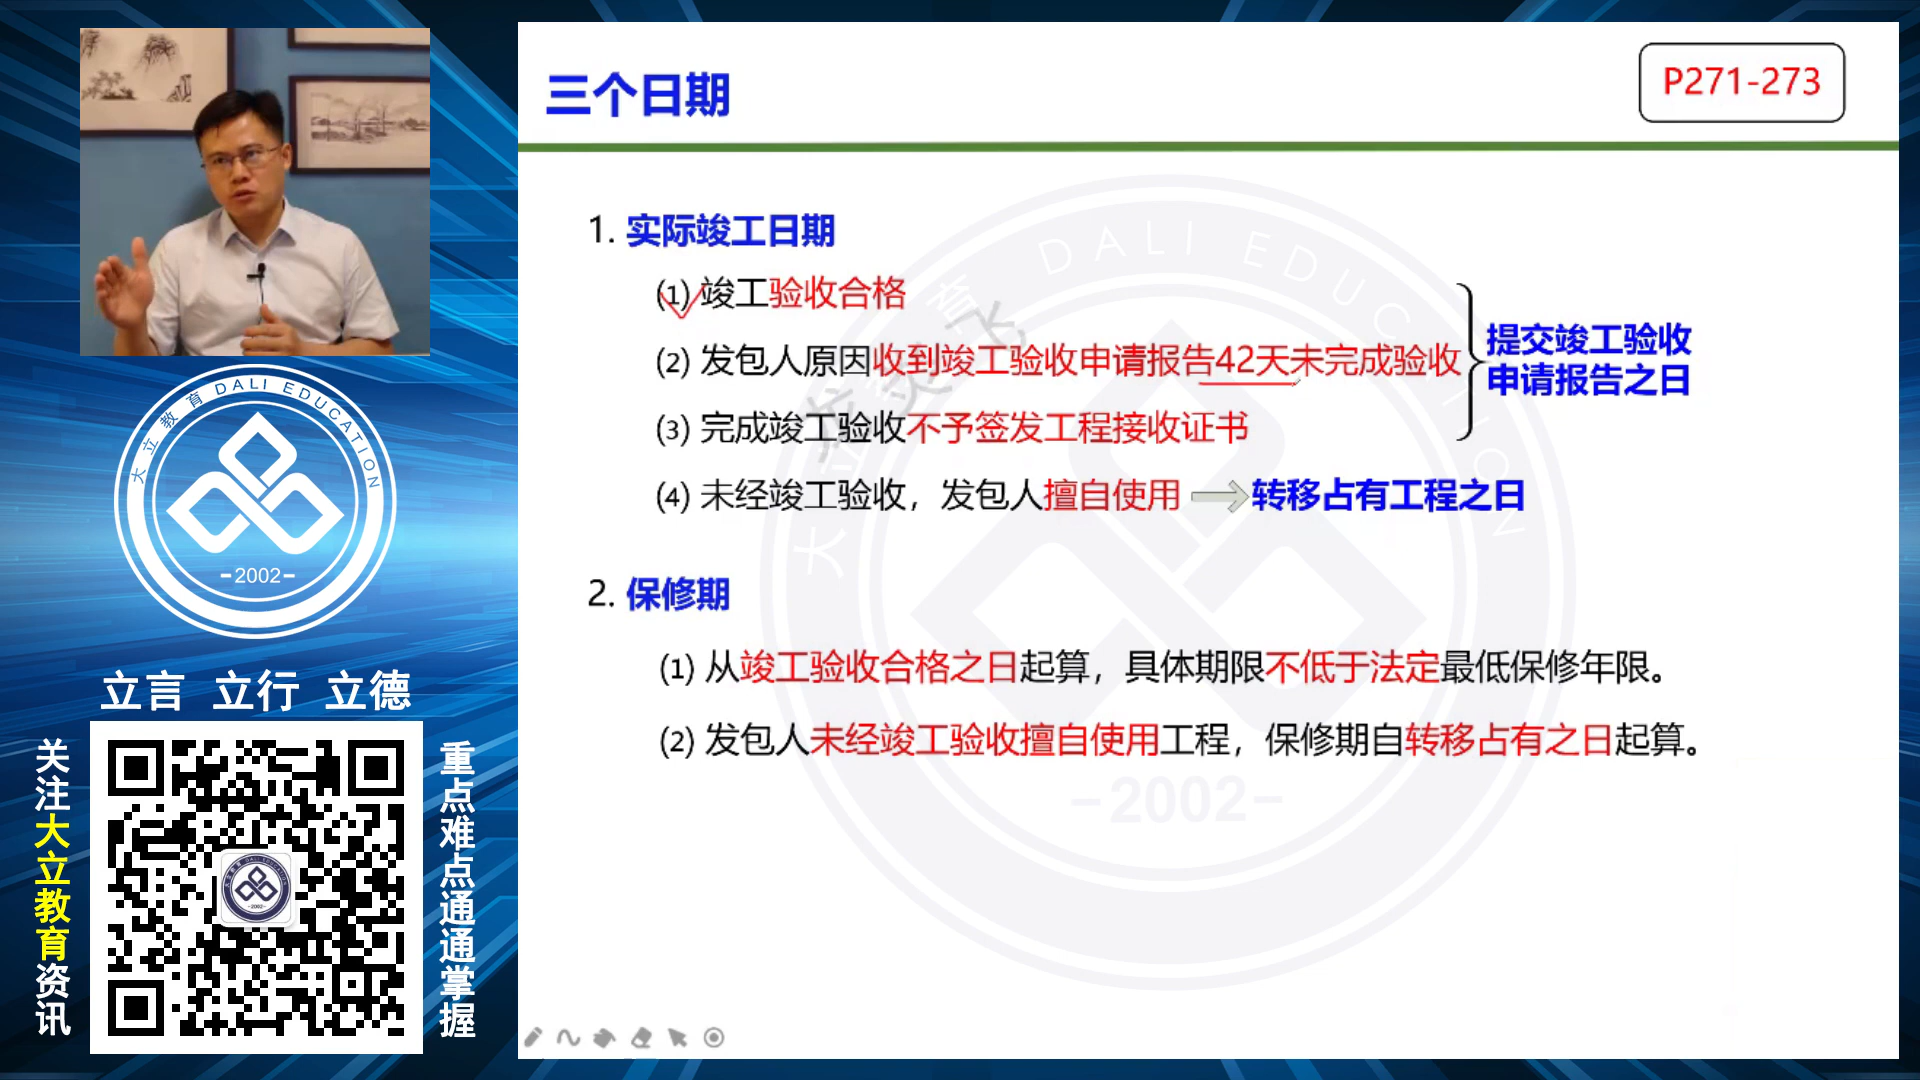 三个日期
P271-273
1. 实际竣工日期
(1) 竣工验收合格
(2) 发包人原因收到竣工验收申请报告42天未完成验收
(3) 完成竣工验收不予签发工程接收证书
提交竣工验收
申请报告之日
(4) 未经竣工验收，发包人擅自使用 转移占有工程之日
2. 保修期
(1) 从竣工验收合格之日起算，具体期限不低于法定最低保修年限。
(2) 发包人未经竣工验收擅自使用工程，保修期自转移占有之日起算。
大立教育 DALI EDUCATION
-2002-
大立教育 DALI EDUCATION
-2002-
立言 立行 立德
关注大立教育资讯
重点难点通通掌握